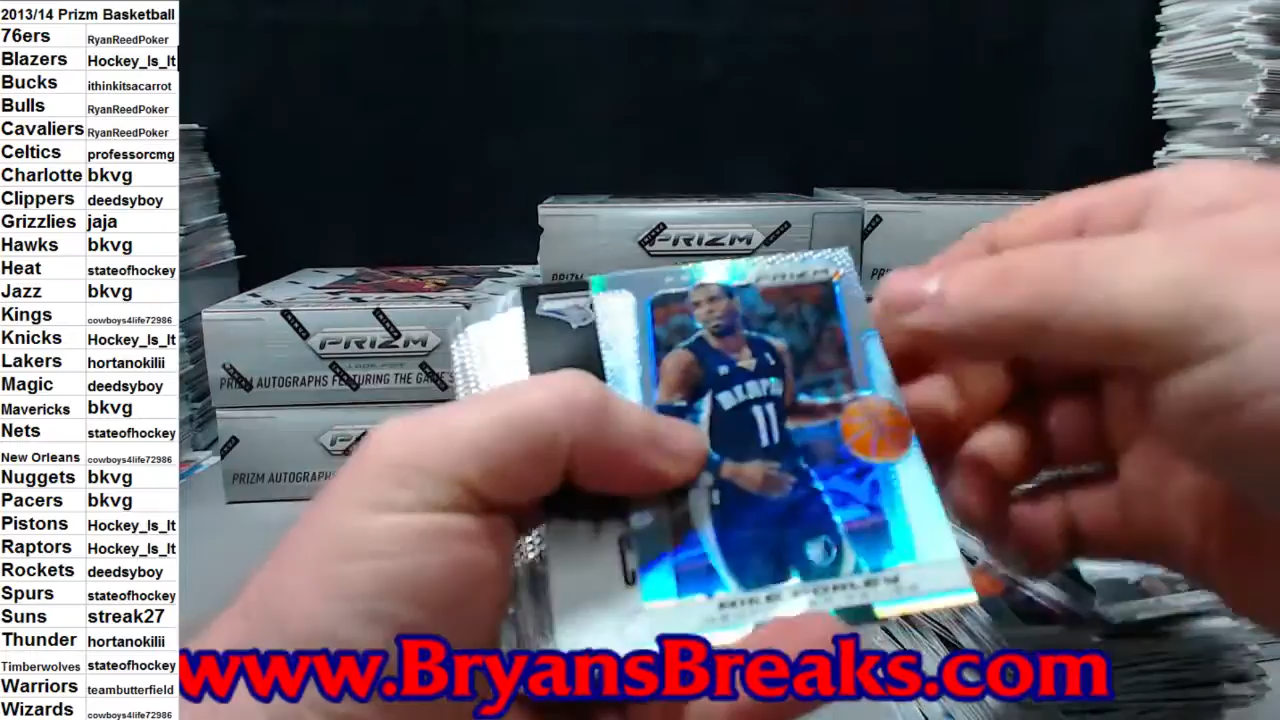 2013/14 Prizm Basketball
76ers RyanReedPoker
Blazers Hockey_Is_It
Bucks ithinkitsacarrot
Bulls RyanReedPoker
Cavaliers RyanReedPoker
Celtics professorcmg
Charlotte bkvg
Clippers deedsyboy
Grizzlies jaja
Hawks bkvg
Heat stateofhockey
Jazz bkvg
Kings cowboys4life72986
Knicks Hockey_Is_It
Lakers hortanokilii
Magic deedsyboy
Mavericks bkvg
Nets stateofhockey
New Orleans cowboys4life72986
Nuggets bkvg
Pacers bkvg
Pistons Hockey_Is_It
Raptors Hockey_Is_It
Rockets deedsyboy
Spurs stateofhockey
Suns streak27
Thunder hortanokilii
Timberwolves stateofhockey
Warriors teambutterfield
Wizards cowboys4life72986
PRIZM
PRIZM
PRIZM AUTOGRAPHS FEATURING THE GAME'S
PRIZM AUTOGRAPHS
PRIZM
MEMPHIS
11
MIKE CONLEY
www.BryansBreaks.com